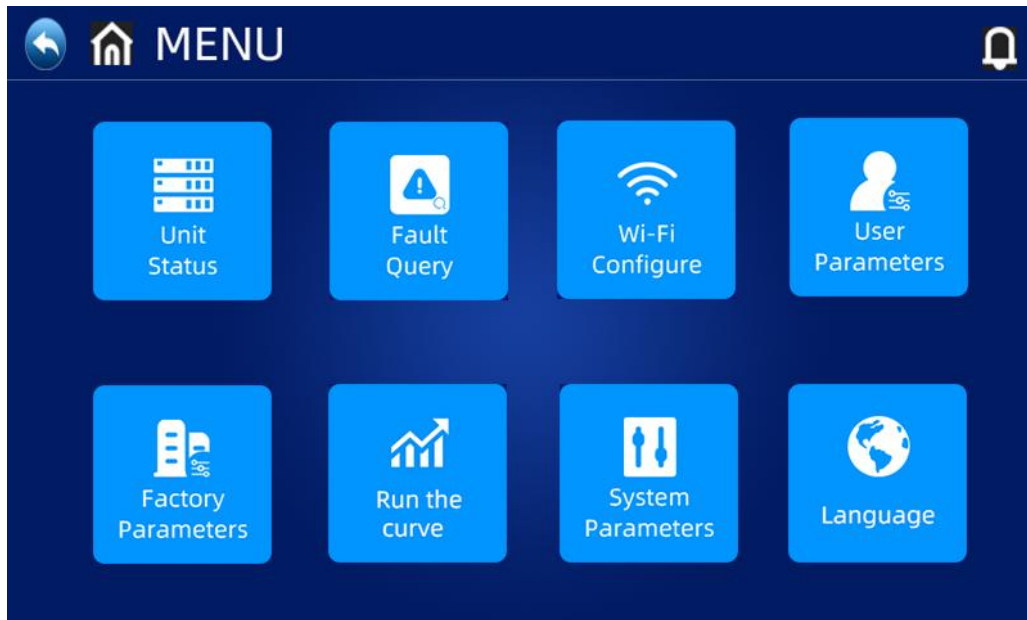 MENU
Unit
Status
Fault
Query
Wi-Fi
Configure
User
Parameters
Factory
Parameters
Run the
curve
System
Parameters
Language